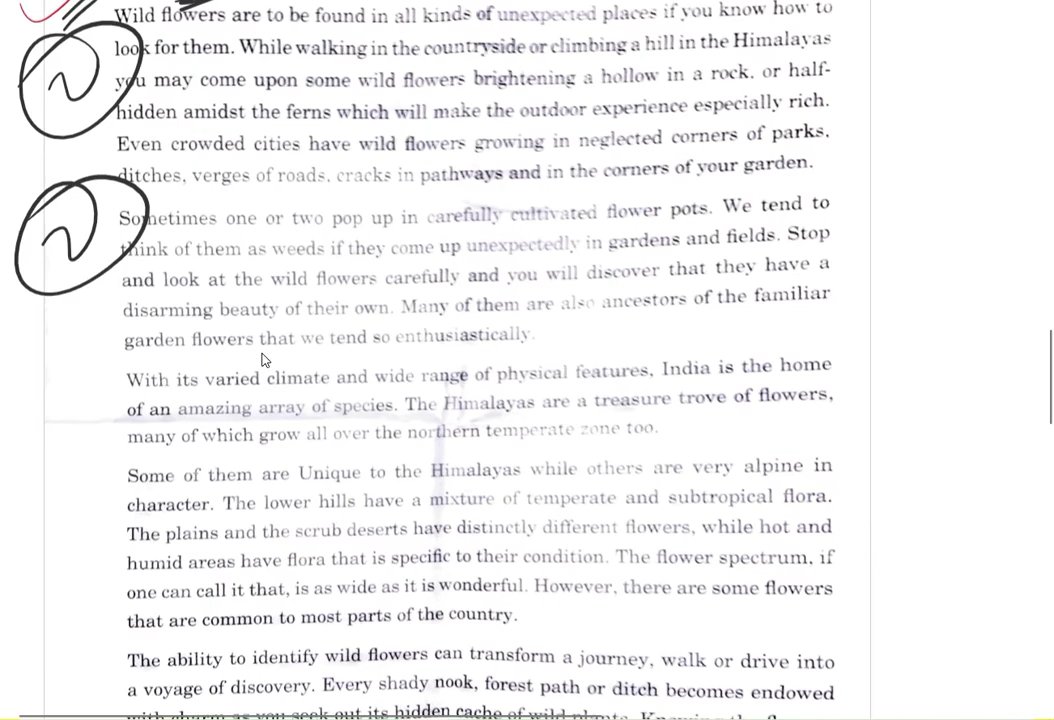 Wild flowers are to be found in all kinds of unexpected places if you know how to
look for them. While walking in the countryside or climbing a hill in the Himalayas
you may come upon some wild flowers brightening a hollow in a rock, or half-
hidden amidst the ferns which will make the outdoor experience especially rich.
Even crowded cities have wild flowers growing in neglected corners of parks,
ditches, verges of roads, cracks in pathways and in the corners of your garden.
Sometimes one or two pop up in carefully cultivated flower pots. We tend to
think of them as weeds if they come up unexpectedly in gardens and fields. Stop
and look at the wild flowers carefully and you will discover that they have a
disarming beauty of their own. Many of them are also ancestors of the familiar
garden flowers that we tend so enthusiastically.
With its varied climate and wide range of physical features, India is the home
of an amazing array of species. The Himalayas are a treasure trove of flowers,
many of which grow all over the northern temperate zone too.
Some of them are Unique to the Himalayas while others are very alpine in
character. The lower hills have a mixture of temperate and subtropical flora.
The plains and the scrub deserts have distinctly different flowers, while hot and
humid areas have flora that is specific to their condition. The flower spectrum, if
one can call it that, is as wide as it is wonderful. However, there are some flowers
that are common to most parts of the country.
The ability to identify wild flowers can transform a journey, walk or drive into
a voyage of discovery. Every shady nook, forest path or ditch becomes endowed
with charm as you seek out its hidden cache of wild plants.